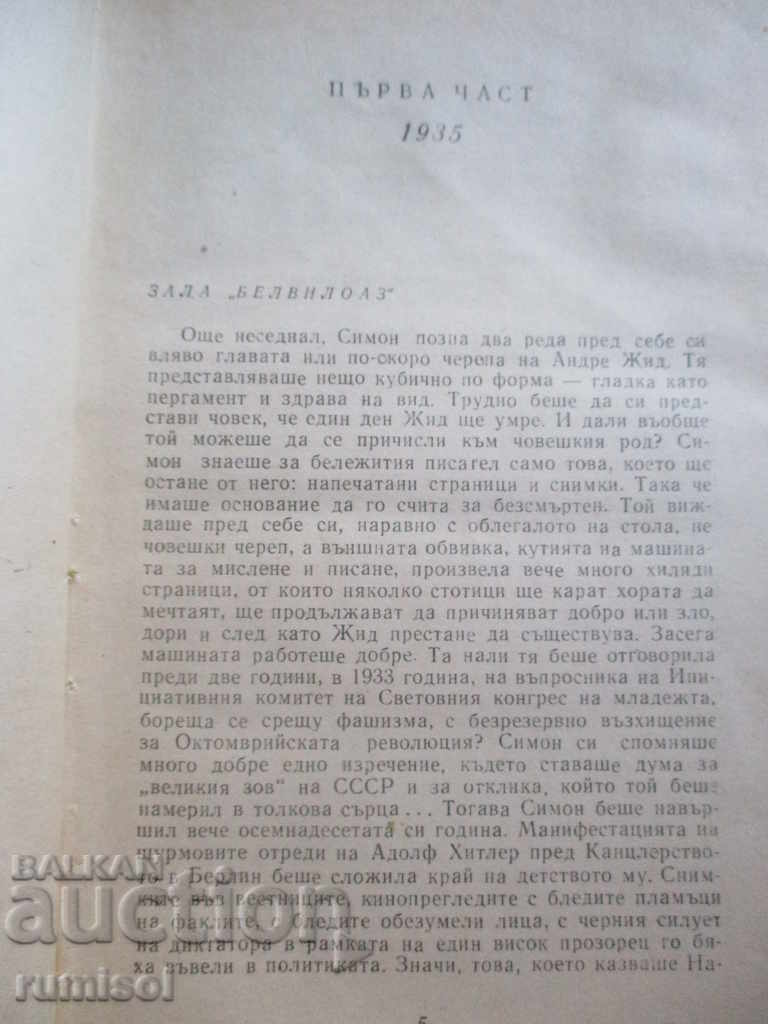 ПЪРВА ЧАСТ
1935
ЗАЛА „БЕЛВИЛОАЗ“
Още неседнал, Симон позна два реда пред себе си
вляво главата или по-скоро черепа на Андре Жид. Тя
представляваше нещо кубично по форма — гладка като
пергамент и здрава на вид. Трудно беше да си пред-
стави човек, че един ден Жид ще умре. И дали въобще
той можеше да се причисли към човешкия род? Си-
мон знаеше за бележития писател само това, което ще
остане от него: напечатани страници и снимки. Така че
имаше основание да го счита за безсмъртен. Той виж-
даше пред себе си, наравно с облегалото на стола, не
човешки череп, а външната обвивка, кутията на машина-
та за мислене и писане, произвела вече много хиляди
страници, от които няколко стотици ще карат хората да
мечтаят, ще продължават да причиняват добро или зло,
дори и след като Жид престане да съществува. Засега
машината работеше добре. Та нали тя беше отговорила
преди две години, в 1933 година, на въпросника на Ини-
циативния комитет на Световния конгрес на младежта,
бореща се срещу фашизма, с безрезервно възхищение
за Октомврийската революция? Симон си спомняше
много добре едно изречение, където ставаше дума за
„великия зов“ на СССР и за отклика, който той беше
намерил в толкова сърца... Тогава Симон беше навър-
шил вече осемнадесетата си година. Манифестацията на
щурмовите отреди на Адолф Хитлер пред Канцлерство-
то в Берлин беше сложила край на детството му. Сним-
ките във вестниците, кинопрегледите с бледите пламъци
на факлите, с бледите обезумели лица, с черния силует
на диктатора в рамката на един висок прозорец го бя-
ха въвели в политиката. Значи, това, което казваше На-
5
BALKAN
auction
rumisol